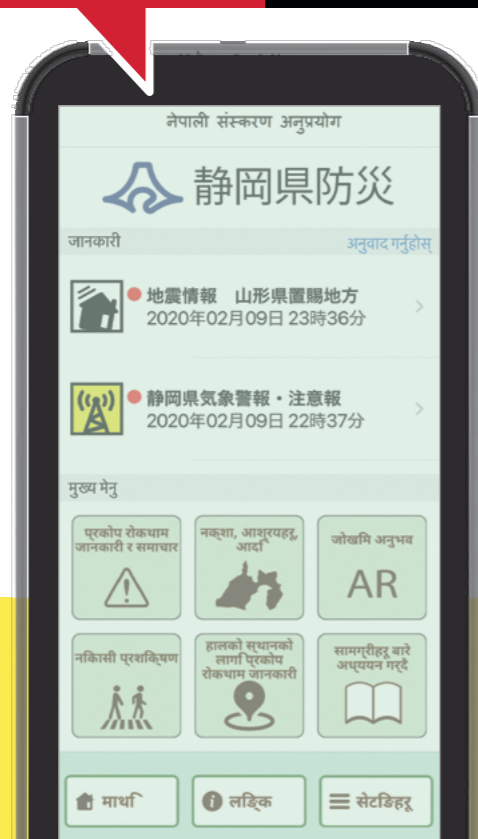 नेपाली संस्करण अनुप्रयोग
静岡県防災
जानकारी
अनुवाद गर्नुहोस्
地震情報　山形県置賜地方
2020年02月09日 23時36分
静岡県気象警報・注意報
2020年02月09日 22時37分
मुख्य मेनु
प्रकोप रोकथाम
जानकारी र समाचार
नक्शा, आश्रयहरू,
आदि
जोखिम अनुभव
AR
निकासी प्रशिक्षण
हालको स्थानको
लागि प्रकोप
रोकथाम जानकारी
सामग्रीहरू बारे
अध्ययन गर्दै
माथि
लिङ्क
सेटिङहरू